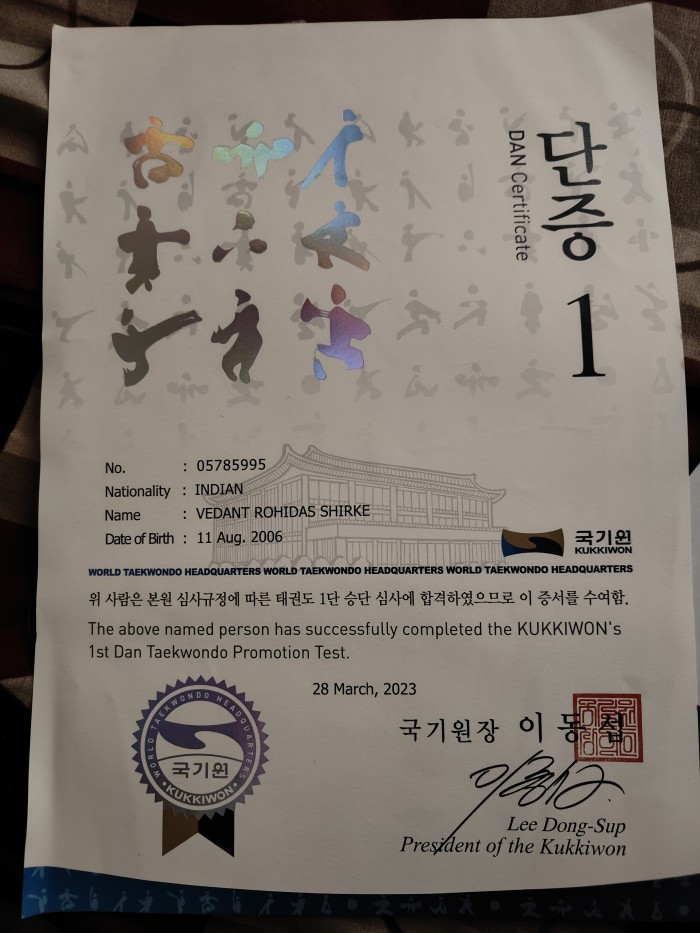 단증
DAN Certificate
1
No. : 05785995
Nationality : INDIAN
Name : VEDANT ROHIDAS SHIRKE
Date of Birth : 11 Aug. 2006
국기원
KUKKIWON
WORLD TAEKWONDO HEADQUARTERS WORLD TAEKWONDO HEADQUARTERS WORLD TAEKWONDO HEADQUARTERS
위 사람은 본원 심사규정에 따른 태권도 1단 승단 심사에 합격하였으므로 이 증서를 수여함.
The above named person has successfully completed the KUKKIWON's
1st Dan Taekwondo Promotion Test.
28 March, 2023
국기원장 이동섭
Lee Dong-Sup
President of the Kukkiwon
WORLD TAEKWONDO HEADQUARTERS
국기원
KUKKIWON